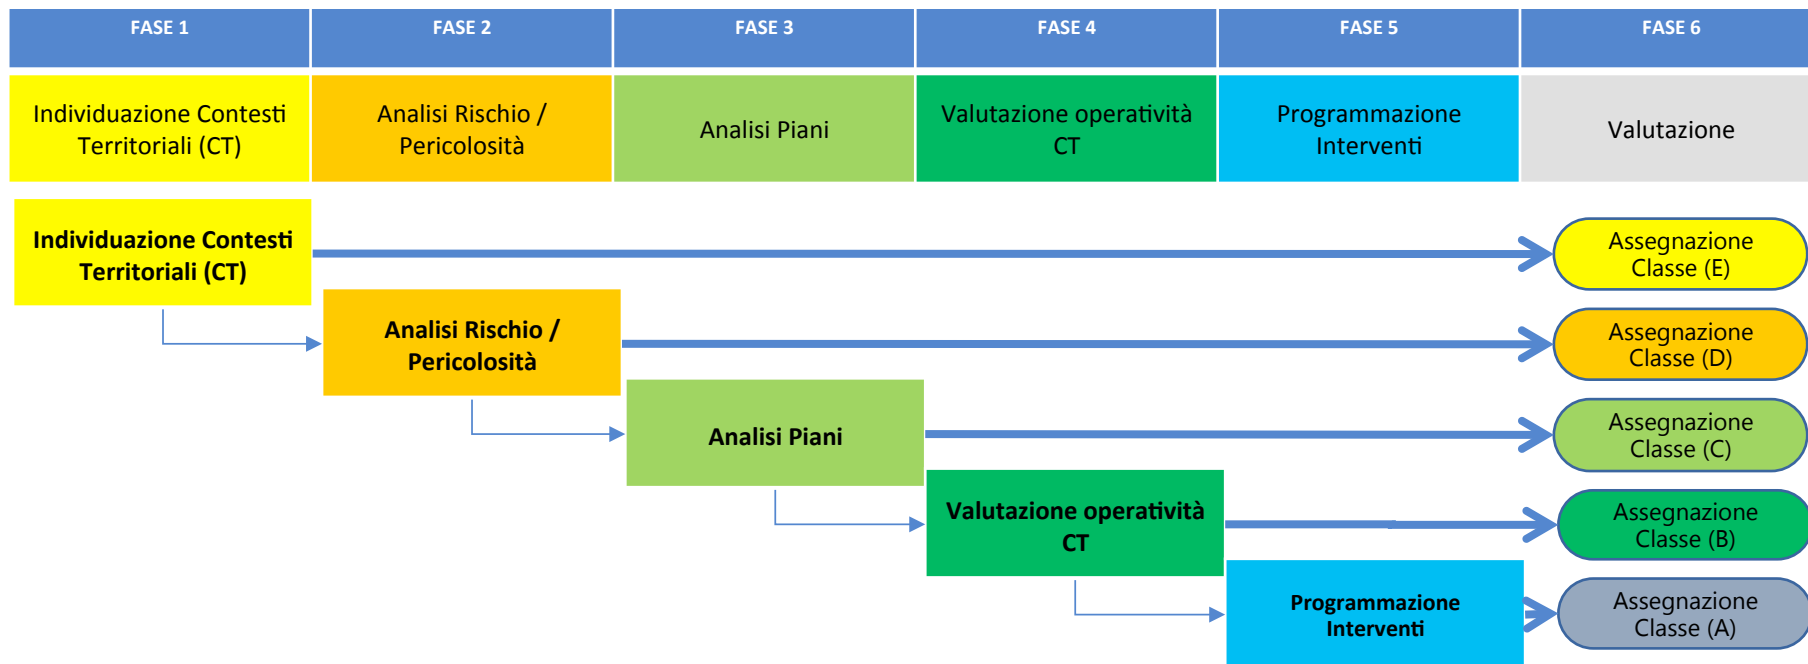 FASE 1
FASE 2
FASE 3
FASE 4
FASE 5
FASE 6
Individuazione Contesti
Territoriali (CT)
Analisi Rischio /
Pericolosità
Analisi Piani
Valutazione operatività
CT
Programmazione
Interventi
Valutazione
Individuazione Contesti
Territoriali (CT)
Assegnazione
Classe (E)
Analisi Rischio /
Pericolosità
Assegnazione
Classe (D)
Analisi Piani
Assegnazione
Classe (C)
Valutazione operatività
CT
Assegnazione
Classe (B)
Programmazione
Interventi
Assegnazione
Classe (A)